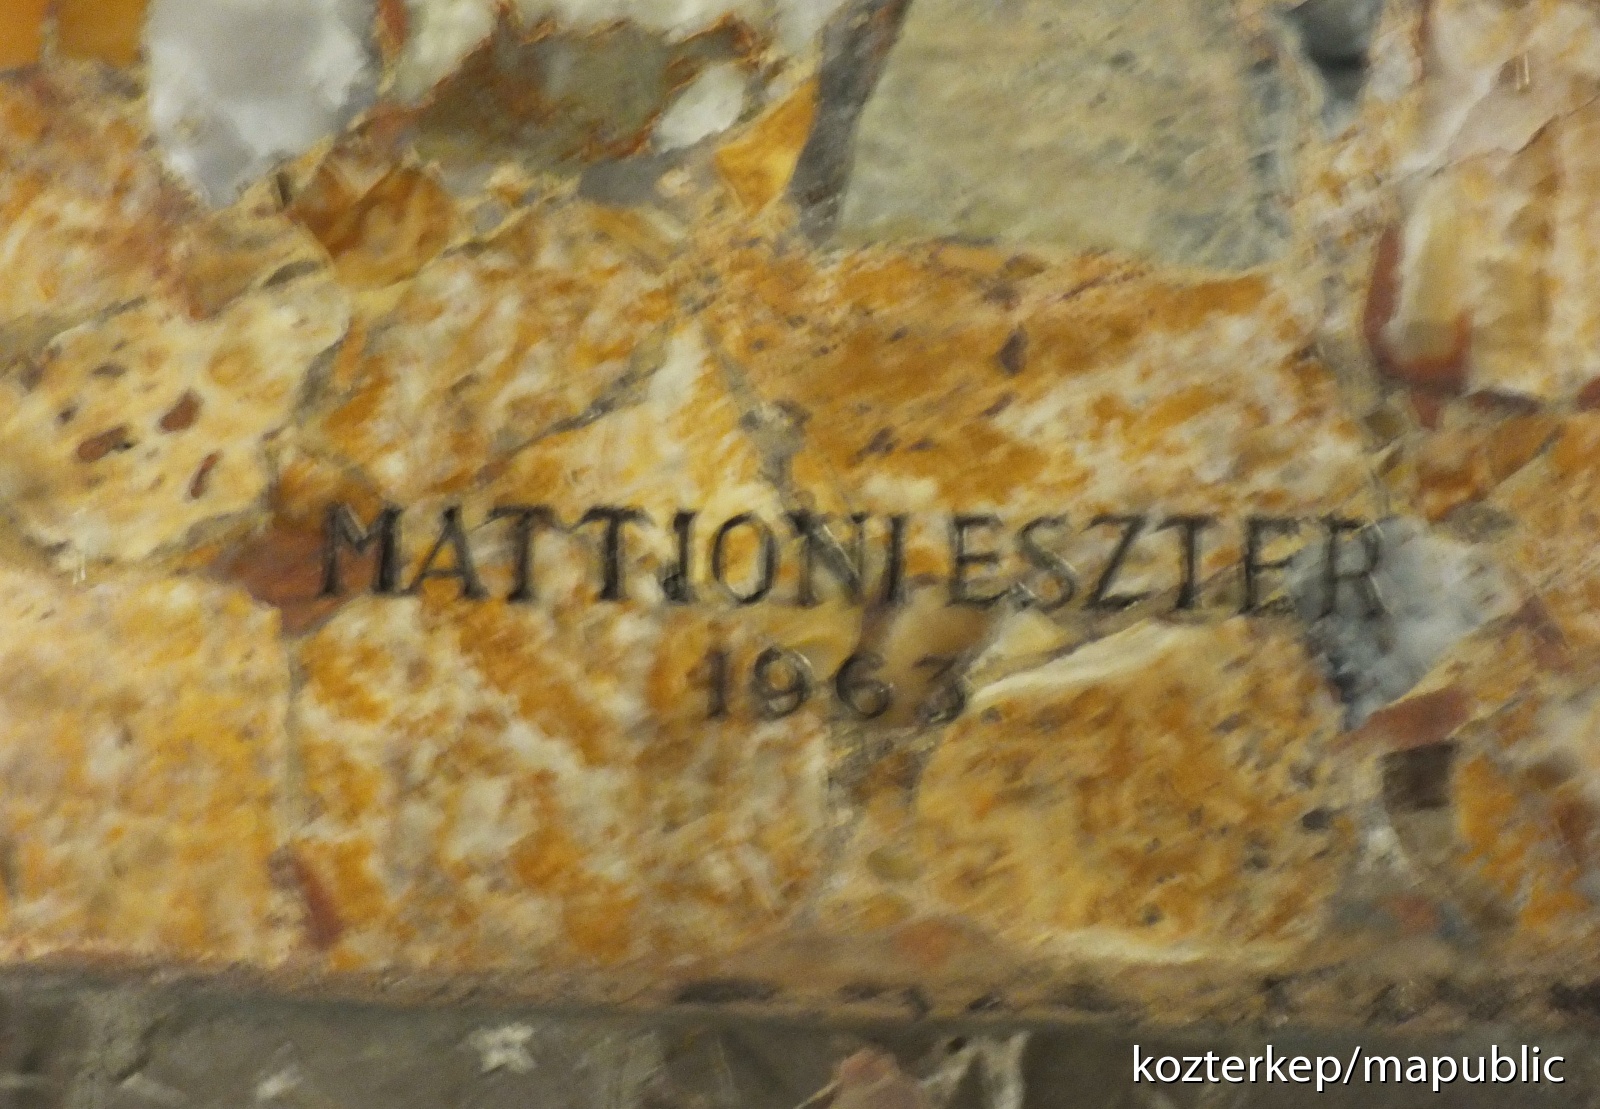 MATTIONI ESZTER
1963
kozterkep/mapublic